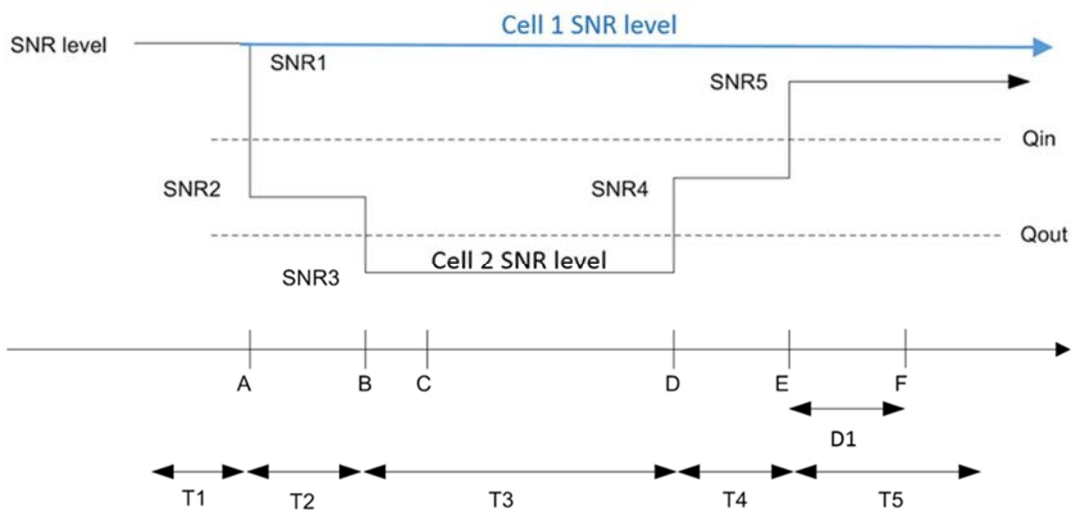 Cell 1 SNR level
SNR level
SNR1
SNR5
Qin
SNR2
SNR4
Qout
Cell 2 SNR level
SNR3
A B C D E F
D1
T1 T2 T3 T4 T5